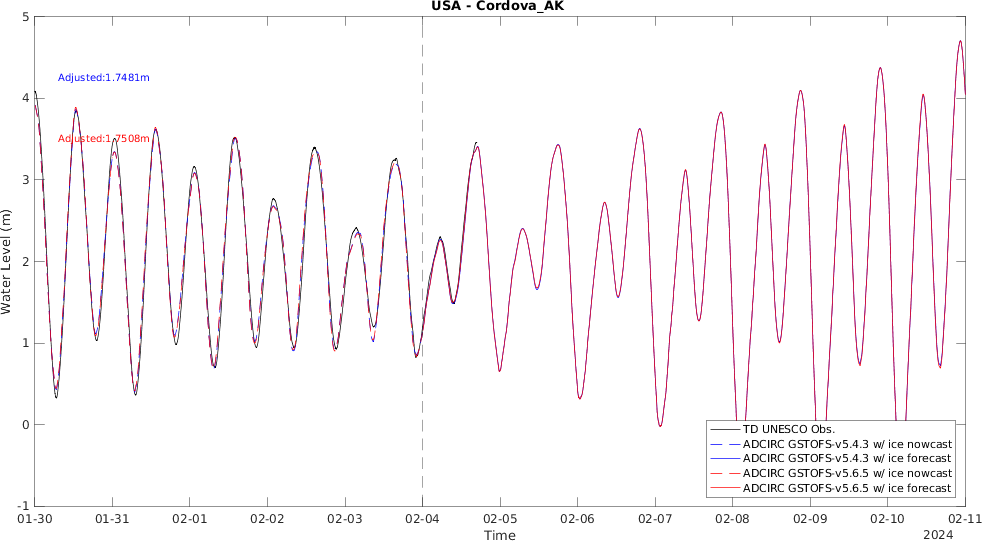 USA - Cordova_AK
5
Adjusted:1.7481m
4
Adjusted:1.7508m
3
2
1
0
-1
Water Level (m)
TD UNESCO Obs.
ADCIRC GSTOFS-v5.4.3 w/ ice nowcast
ADCIRC GSTOFS-v5.4.3 w/ ice forecast
ADCIRC GSTOFS-v5.6.5 w/ ice nowcast
ADCIRC GSTOFS-v5.6.5 w/ ice forecast
01-30 01-31 02-01 02-02 02-03 02-04 02-05 02-06 02-07 02-08 02-09 02-10 02-11
Time
2024